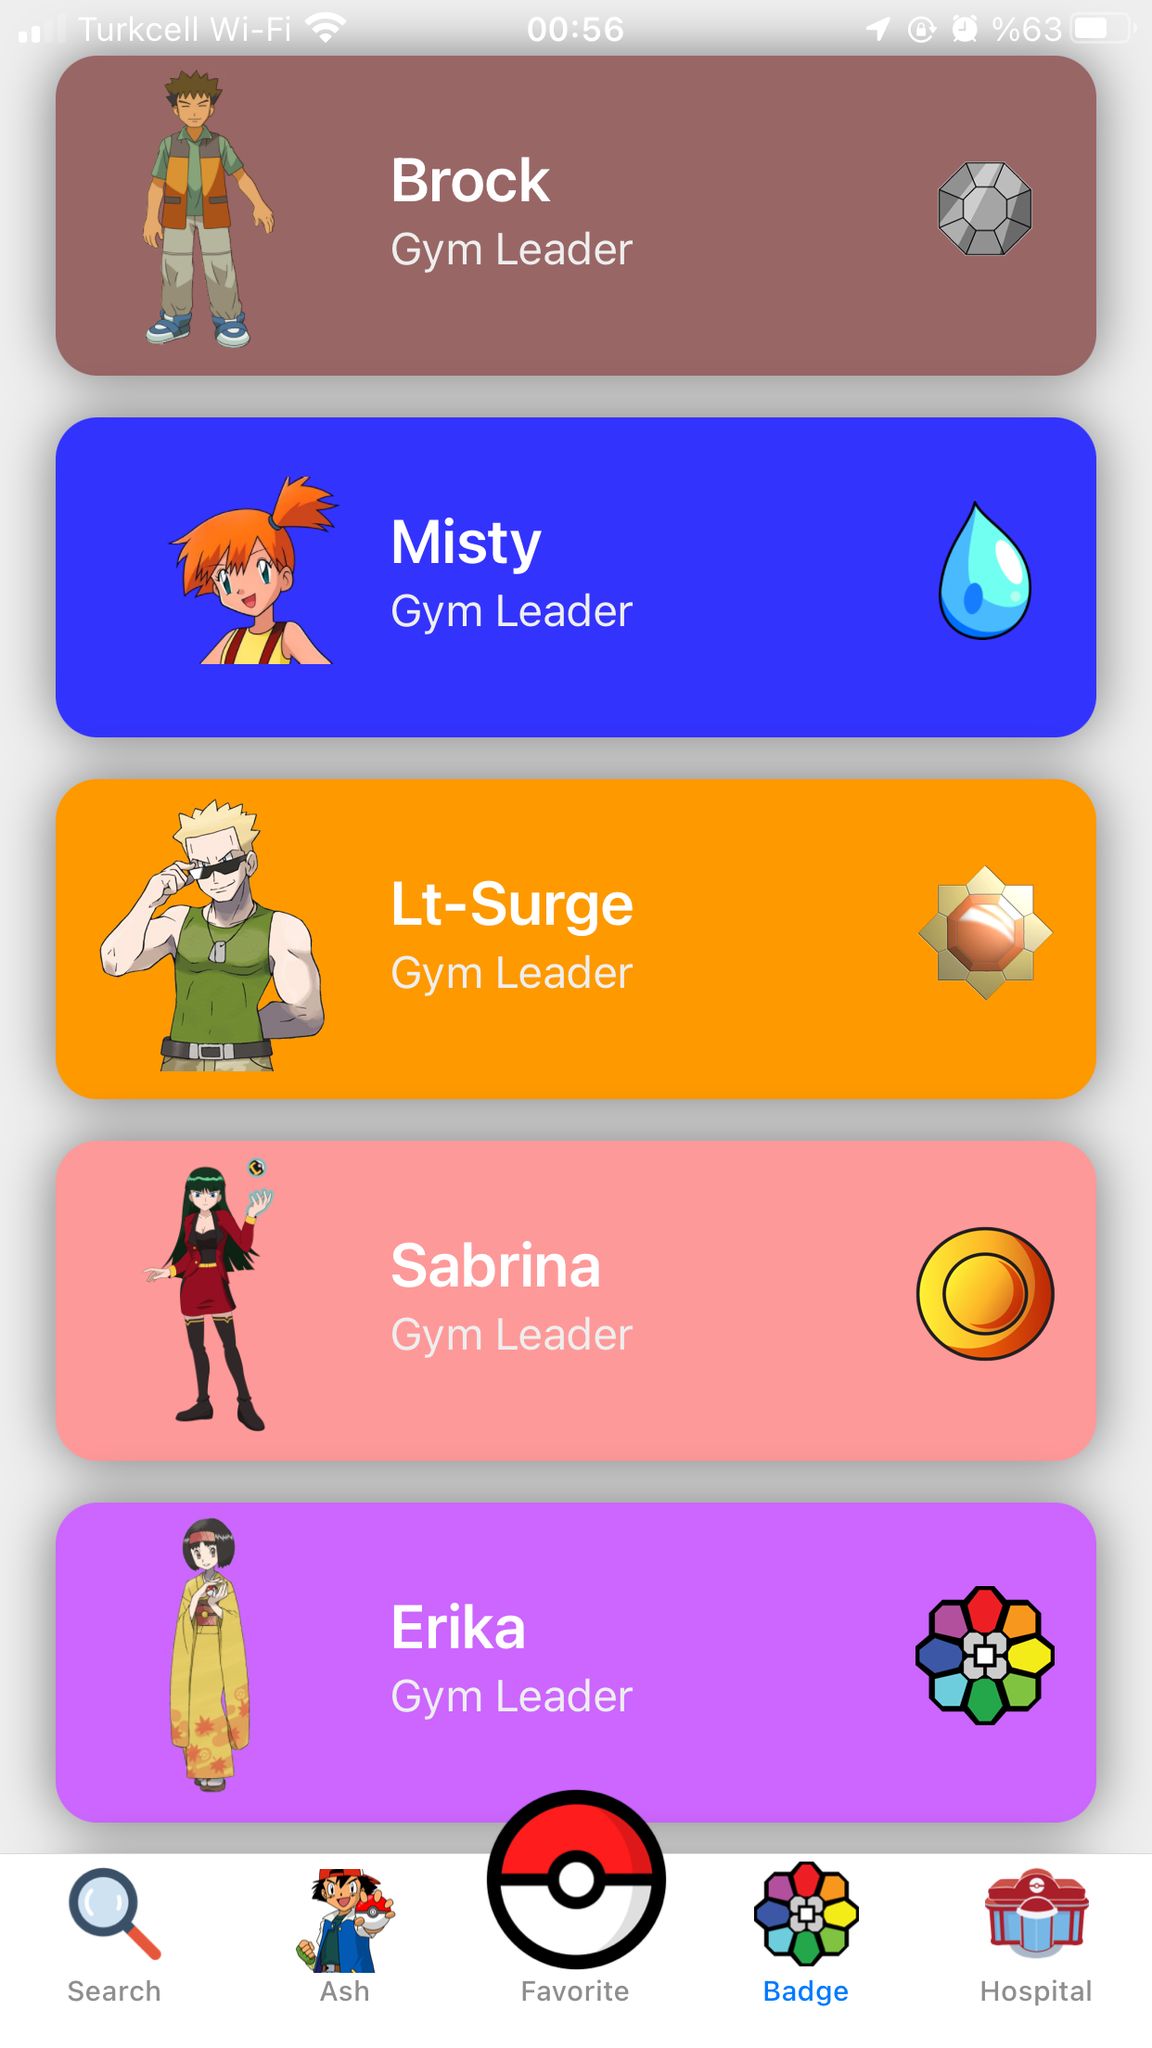 Turkcell Wi-Fi 00:56 %63
Brock
Gym Leader
Misty
Gym Leader
Lt-Surge
Gym Leader
Sabrina
Gym Leader
Erika
Gym Leader
Search Ash Favorite Badge Hospital